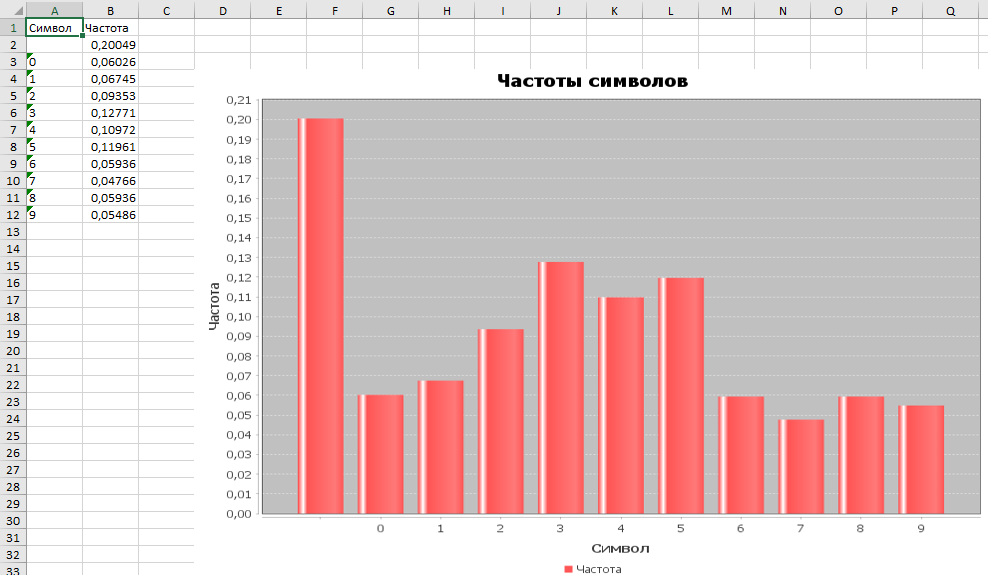 A B C D E F G H I J K L M N O P Q
1 Символ Частота
2 0,20049
3 0 0,06026
4 1 0,06745
5 2 0,09353
6 3 0,12771
7 4 0,10972
8 5 0,11961
9 6 0,05936
10 7 0,04766
11 8 0,05936
12 9 0,05486
13
14
15
16
17
18
19
20
21
22
23
24
25
26
27
28
29
30
31
32
33
Частоты символов
0,21
0,20
0,19
0,18
0,17
0,16
0,15
0,14
0,13
0,12
0,11
0,10
0,09
0,08
0,07
0,06
0,05
0,04
0,03
0,02
0,01
0,00
Частота
0 1 2 3 4 5 6 7 8 9
Символ
Частота